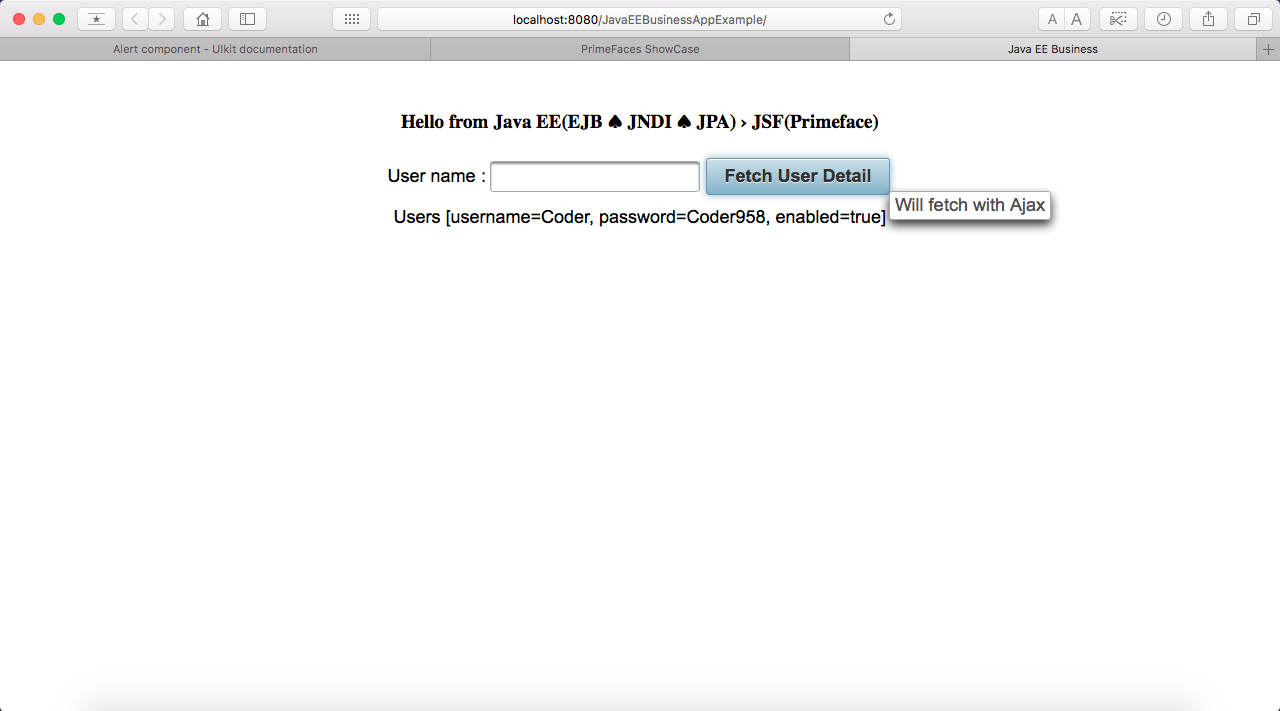 localhost:8080/JavaEEBusinessAppExample/
A A
Alert component - UIkit documentation
PrimeFaces ShowCase
Java EE Business
Hello from Java EE(EJB ♠ JNDI ♠ JPA) › JSF(Primeface)
User name :
Fetch User Detail
Will fetch with Ajax
Users [username=Coder, password=Coder958, enabled=true]